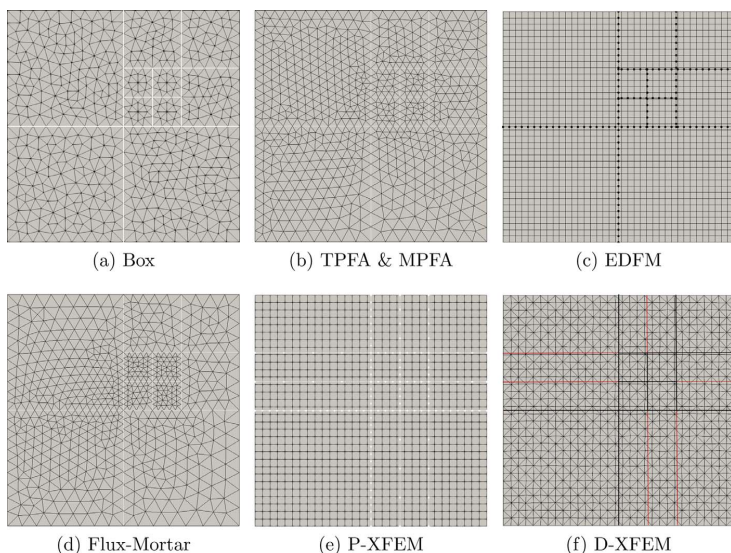 (a) Box
(b) TPFA & MPFA
(c) EDFM
(d) Flux-Mortar
(e) P-XFEM
(f) D-XFEM